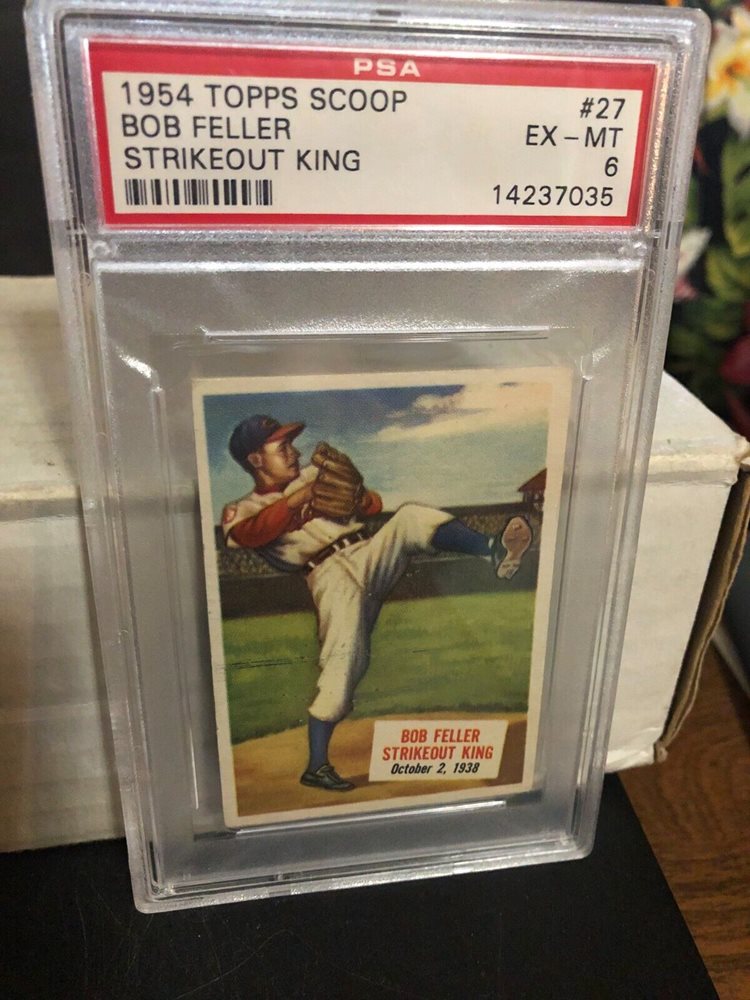 PSA
1954 TOPPS SCOOP #27
BOB FELLER EX-MT
STRIKEOUT KING 6
14237035
BOB FELLER
STRIKEOUT KING
October 2, 1938